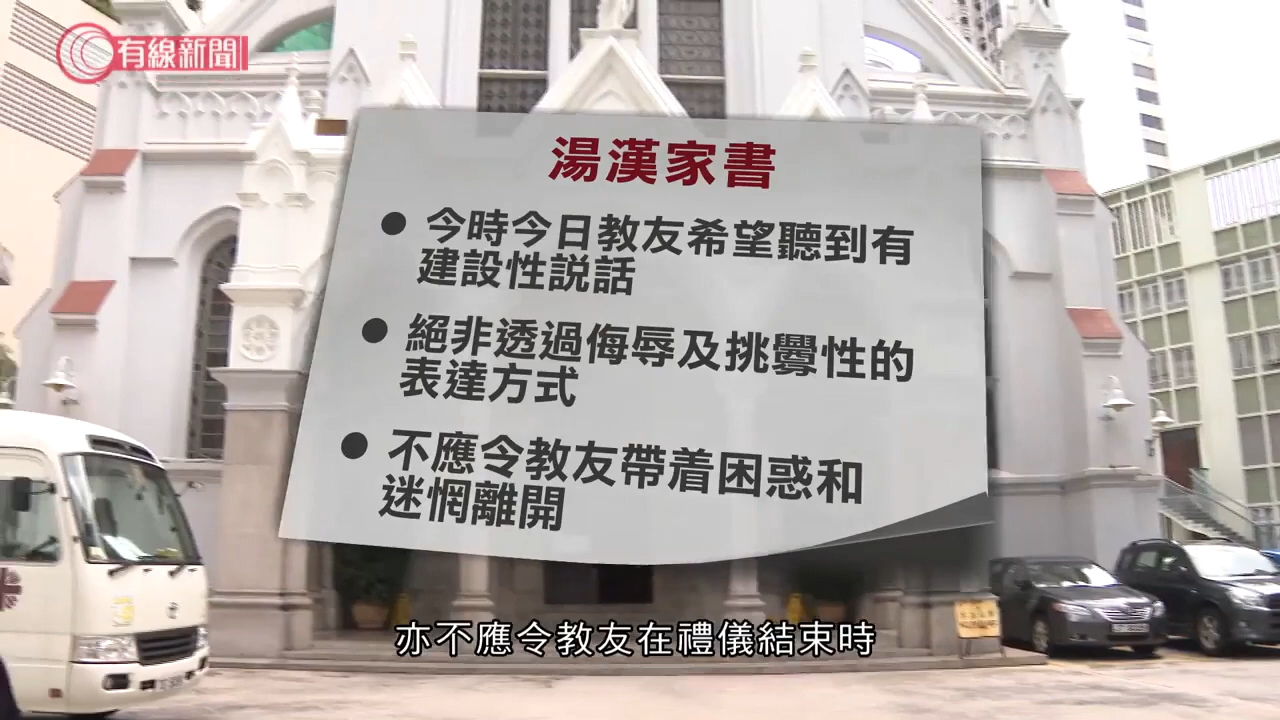 有線新聞
湯漢家書
今時今日教友希望聽到有
建設性說話
絕非透過侮辱及挑釁性的
表達方式
不應令教友帶着困惑和
迷惘離開
亦不應令教友在禮儀結束時